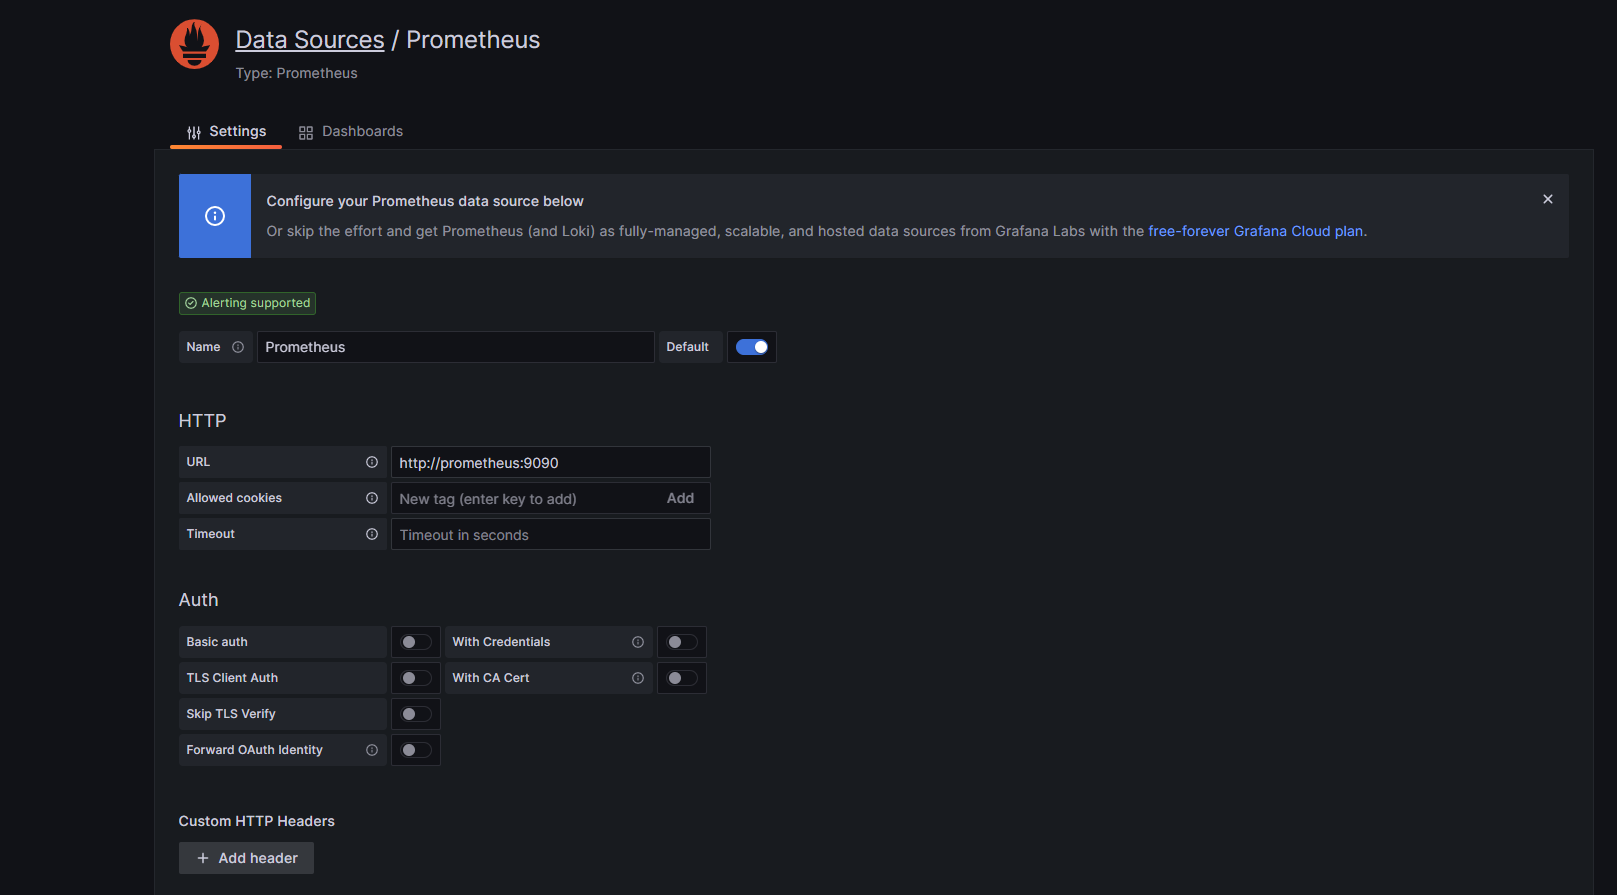 Data Sources / Prometheus
Type: Prometheus
Settings
Dashboards
Configure your Prometheus data source below
Or skip the effort and get Prometheus (and Loki) as fully-managed, scalable, and hosted data sources from Grafana Labs with the free-forever Grafana Cloud plan.
Alerting supported
Name
Prometheus
Default
HTTP
URL
http://prometheus:9090
Allowed cookies
New tag (enter key to add)
Add
Timeout
Timeout in seconds
Auth
Basic auth
With Credentials
TLS Client Auth
With CA Cert
Skip TLS Verify
Forward OAuth Identity
Custom HTTP Headers
+ Add header